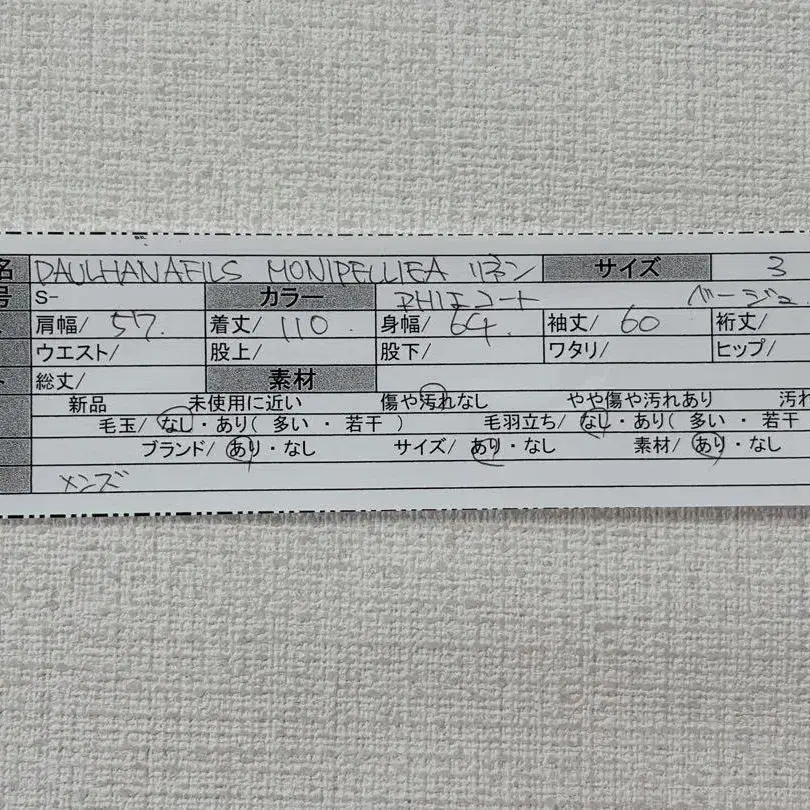 名 DAULHANAFILS MONIPELLIEA リネン サイズ 3
号 S- カラー コート ベージュ
肩幅/ 57. 着丈/ 110. 身幅/ 64. 袖丈/ 60 裄丈/
ウエスト/ 股上/ 股下/ ワタリ/ ヒップ/
総丈/ 素材
新品 未使用に近い 傷や汚れなし やや傷や汚れあり 汚れ
毛玉/ なし・あり( 多い ・ 若干 ) 毛羽立ち/ なし・あり( 多い ・ 若干
ブランド/ あり・なし サイズ/ あり・なし 素材/ あり・なし
メンズ